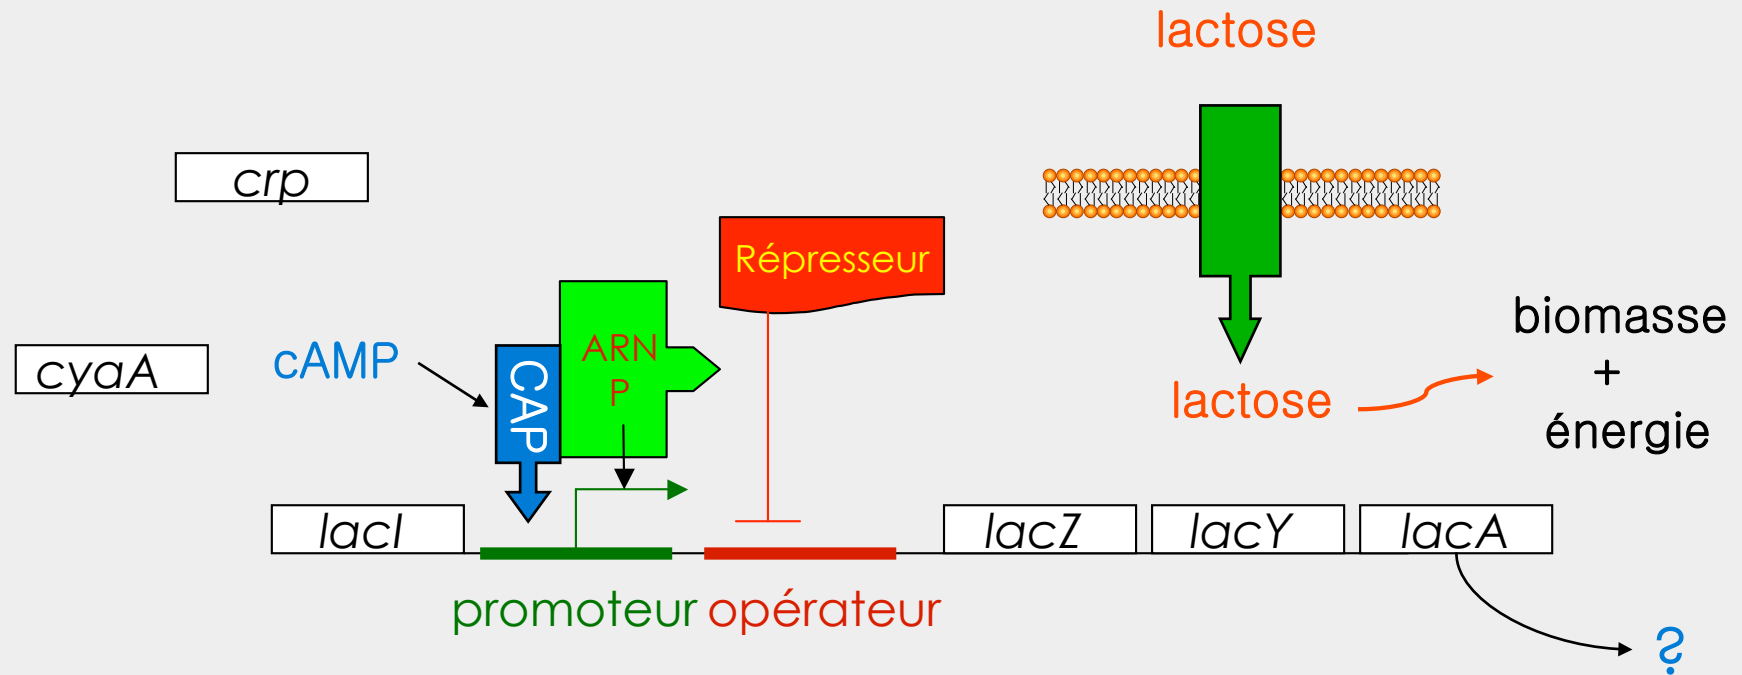 lactose
crp
Répresseur
biomasse
+
énergie
cyaA
cAMP
CAP
ARN
P
lactose
lacI
lacZ
lacY
lacA
promoteur
opérateur
?